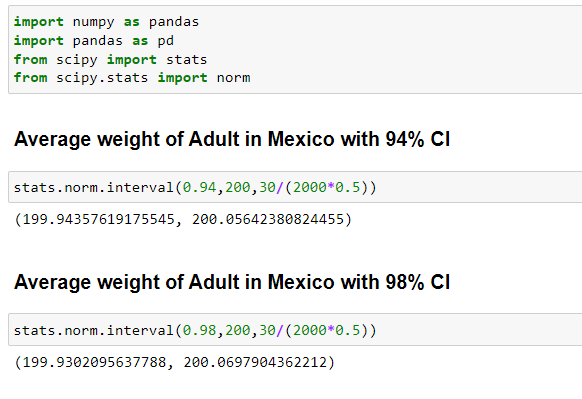 import numpy as pandas
import pandas as pd
from scipy import stats
from scipy.stats import norm
Average weight of Adult in Mexico with 94% CI
stats.norm.interval(0.94,200,30/(2000*0.5))
(199.94357619175545, 200.05642380824455)
Average weight of Adult in Mexico with 98% CI
stats.norm.interval(0.98,200,30/(2000*0.5))
(199.9302095637788, 200.0697904362212)